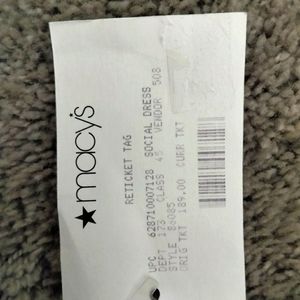 ★macy's
RETICKET TAG
UPC 628710007128 SOCIAL DRESS
DEPT 173 CLASS 45 VENDOR 508
STYLE 86085
ORIG TKT 189.00 CURR TKT